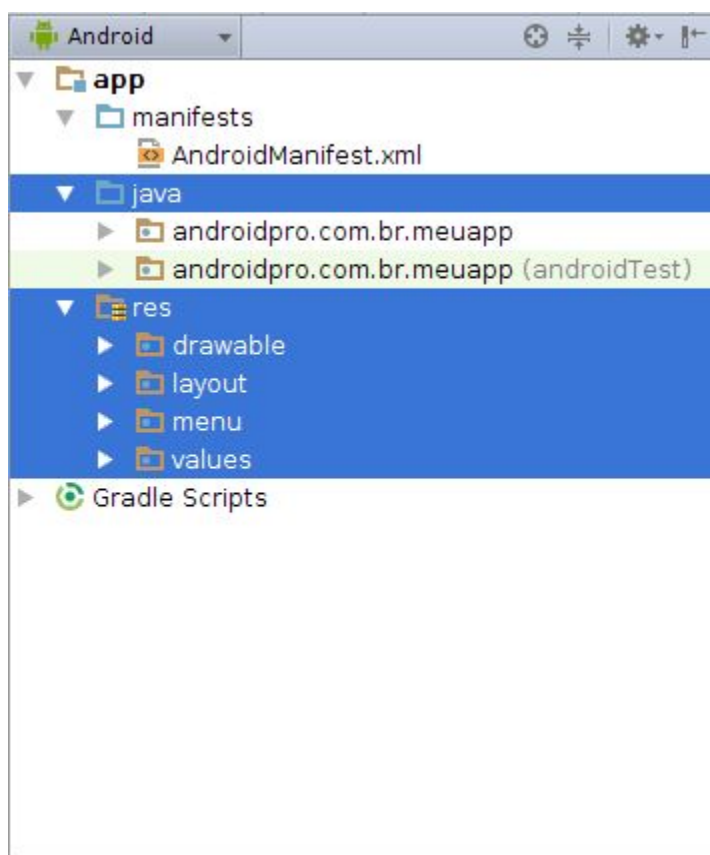 Android
app
manifests
AndroidManifest.xml
java
androidpro.com.br.meuapp
androidpro.com.br.meuapp (androidTest)
res
drawable
layout
menu
values
Gradle Scripts